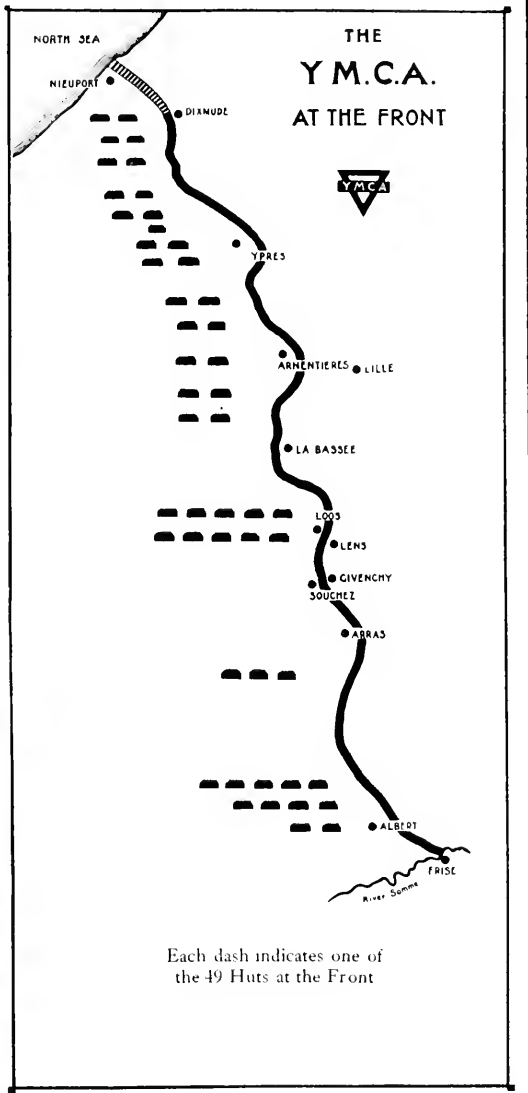 THE
Y M.C.A.
AT THE FRONT
YMCA
NORTH SEA
NIEUPORT
DIXMUDE
YPRES
ARNENTIERES
LILLE
LA BASSEE
LOOS
LENS
GIVENCHY
SOUCHEZ
ARRAS
ALBERT
FRISE
River Somme
Each dash indicates one of
the 49 Huts at the Front